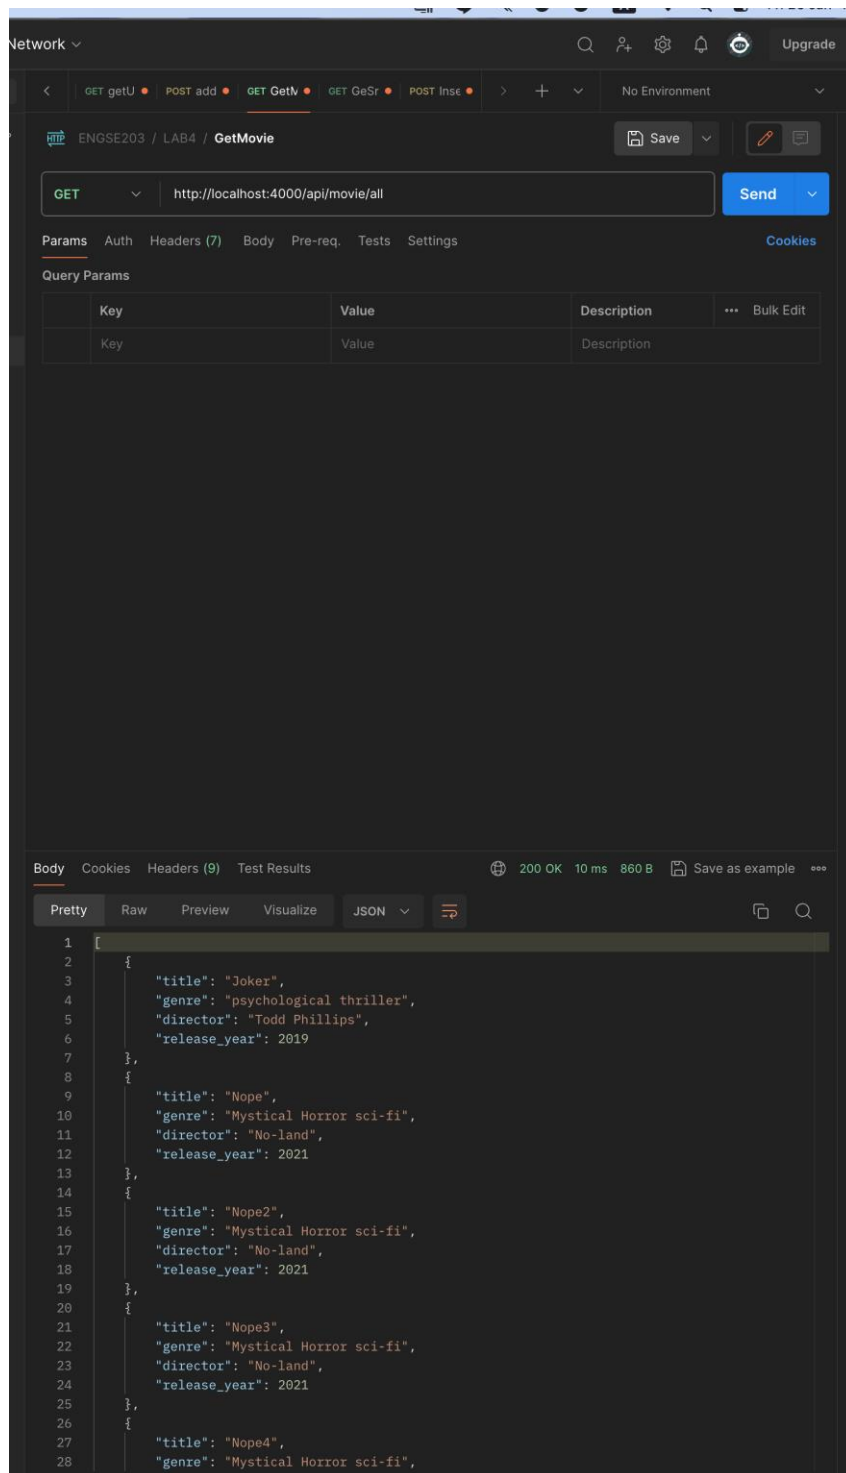 Network
Upgrade
GET getU
POST add
GET GetM
GET GeSr
POST Inse
No Environment
HTTP
ENGSE203 / LAB4 / GetMovie
Save
GET
http://localhost:4000/api/movie/all
Send
Params Auth Headers (7) Body Pre-req. Tests Settings
Cookies
Query Params
Key Value Description ••• Bulk Edit
Key Value Description
Body Cookies Headers (9) Test Results
200 OK 10 ms 860 B Save as example
Pretty Raw Preview Visualize JSON
1 [
2 {
3 "title": "Joker",
4 "genre": "psychological thriller",
5 "director": "Todd Phillips",
6 "release_year": 2019
7 },
8 {
9 "title": "Nope",
10 "genre": "Mystical Horror sci-fi",
11 "director": "No-land",
12 "release_year": 2021
13 },
14 {
15 "title": "Nope2",
16 "genre": "Mystical Horror sci-fi",
17 "director": "No-land",
18 "release_year": 2021
19 },
20 {
21 "title": "Nope3",
22 "genre": "Mystical Horror sci-fi",
23 "director": "No-land",
24 "release_year": 2021
25 },
26 {
27 "title": "Nope4",
28 "genre": "Mystical Horror sci-fi",